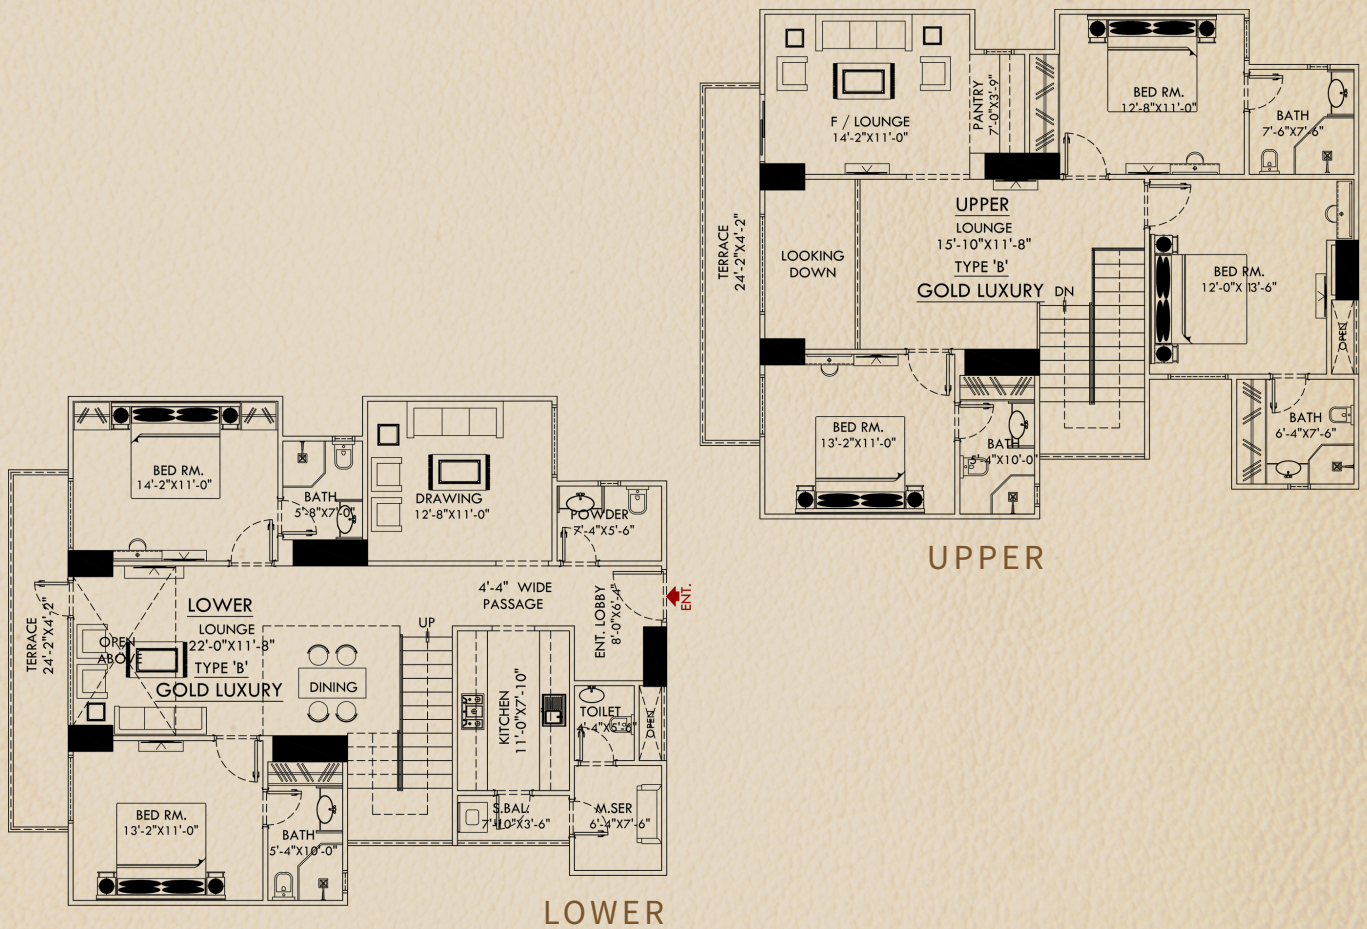 F / LOUNGE
14'-2"X11'-0"
PANTRY
7'-0"X3'-9"
BED RM.
12'-8"X11'-0"
BATH
7'-6"X7'-6"
TERRACE
24'-2"X4'-2"
LOOKING
DOWN
UPPER
LOUNGE
15'-10"X11'-8"
TYPE 'B'
GOLD LUXURY
DN
BED RM.
12'-0"X 13'-6"
OPEN
BED RM.
13'-2"X11'-0"
BATH
5'-4"X10'-0"
BATH
6'-4"X7'-6"
UPPER
BED RM.
14'-2"X11'-0"
BATH
5'-8"X7'-0"
DRAWING
12'-8"X11'-0"
POWDER
7'-4"X5'-6"
TERRACE
24'-2"X4'-2"
OPEN
ABOVE
LOWER
LOUNGE
22'-0"X11'-8"
TYPE 'B'
GOLD LUXURY
DINING
UP
4'-4" WIDE
PASSAGE
ENT. LOBBY
8'-0"X6'-4"
ENT.
KITCHEN
11'-0"X7'-10"
TOILET
4'-4"X5'-6"
OPEN
BED RM.
13'-2"X11'-0"
BATH
5'-4"X10'-0"
S.BAL.
7'-10"X3'-6"
M.SER
6'-4"X7'-6"
LOWER